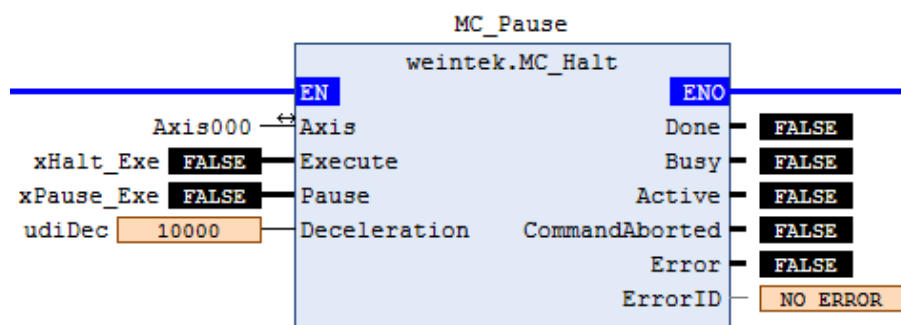 MC_Pause
weintek.MC_Halt
EN ENO
Axis000 Axis Done FALSE
xHalt_Exe FALSE Execute Busy FALSE
xPause_Exe FALSE Pause Active FALSE
udiDec 10000 Deceleration CommandAborted FALSE
Error FALSE
ErrorID NO ERROR